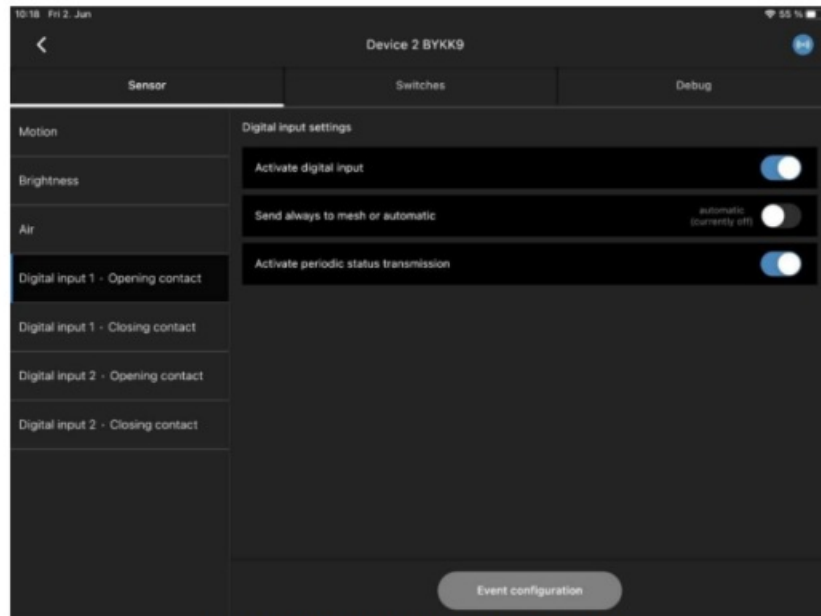 10:18 Fri 2. Jun
55 %
Device 2 BYKK9
Sensor
Switches
Debug
Motion
Brightness
Air
Digital input 1 - Opening contact
Digital input 1 - Closing contact
Digital input 2 - Opening contact
Digital input 2 - Closing contact
Digital input settings
Activate digital input
Send always to mesh or automatic
automatic
(currently off)
Activate periodic status transmission
Event configuration